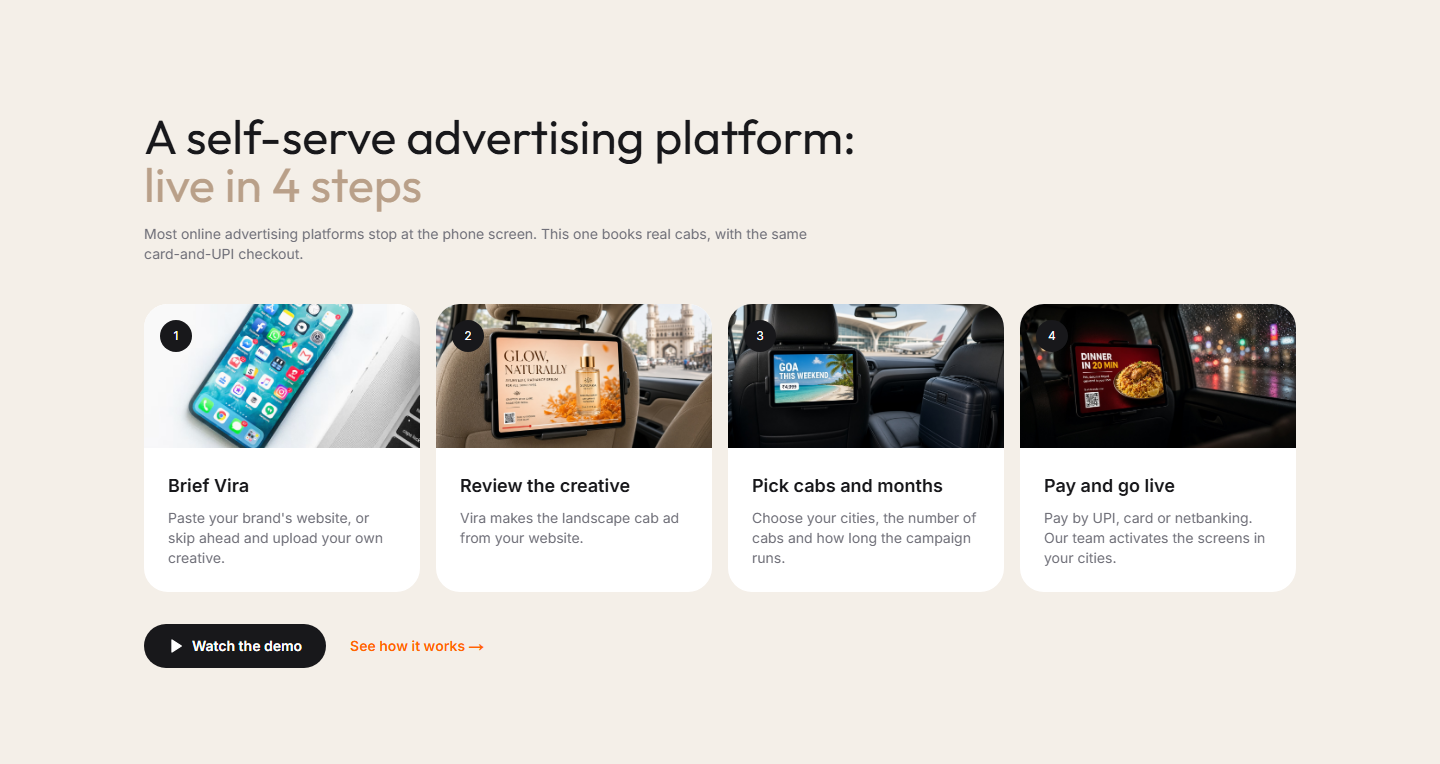 A self-serve advertising platform:
live in 4 steps
Most online advertising platforms stop at the phone screen. This one books real cabs, with the same
card-and-UPI checkout.
1
2
GLOW,
NATURALLY
3
GOA
THIS WEEKEND
₹4,999
4
DINNER
IN 20 MIN
Brief Vira
Paste your brand's website, or
skip ahead and upload your own
creative.
Review the creative
Vira makes the landscape cab ad
from your website.
Pick cabs and months
Choose your cities, the number of
cabs and how long the campaign
runs.
Pay and go live
Pay by UPI, card or netbanking.
Our team activates the screens in
your cities.
Watch the demo
See how it works →